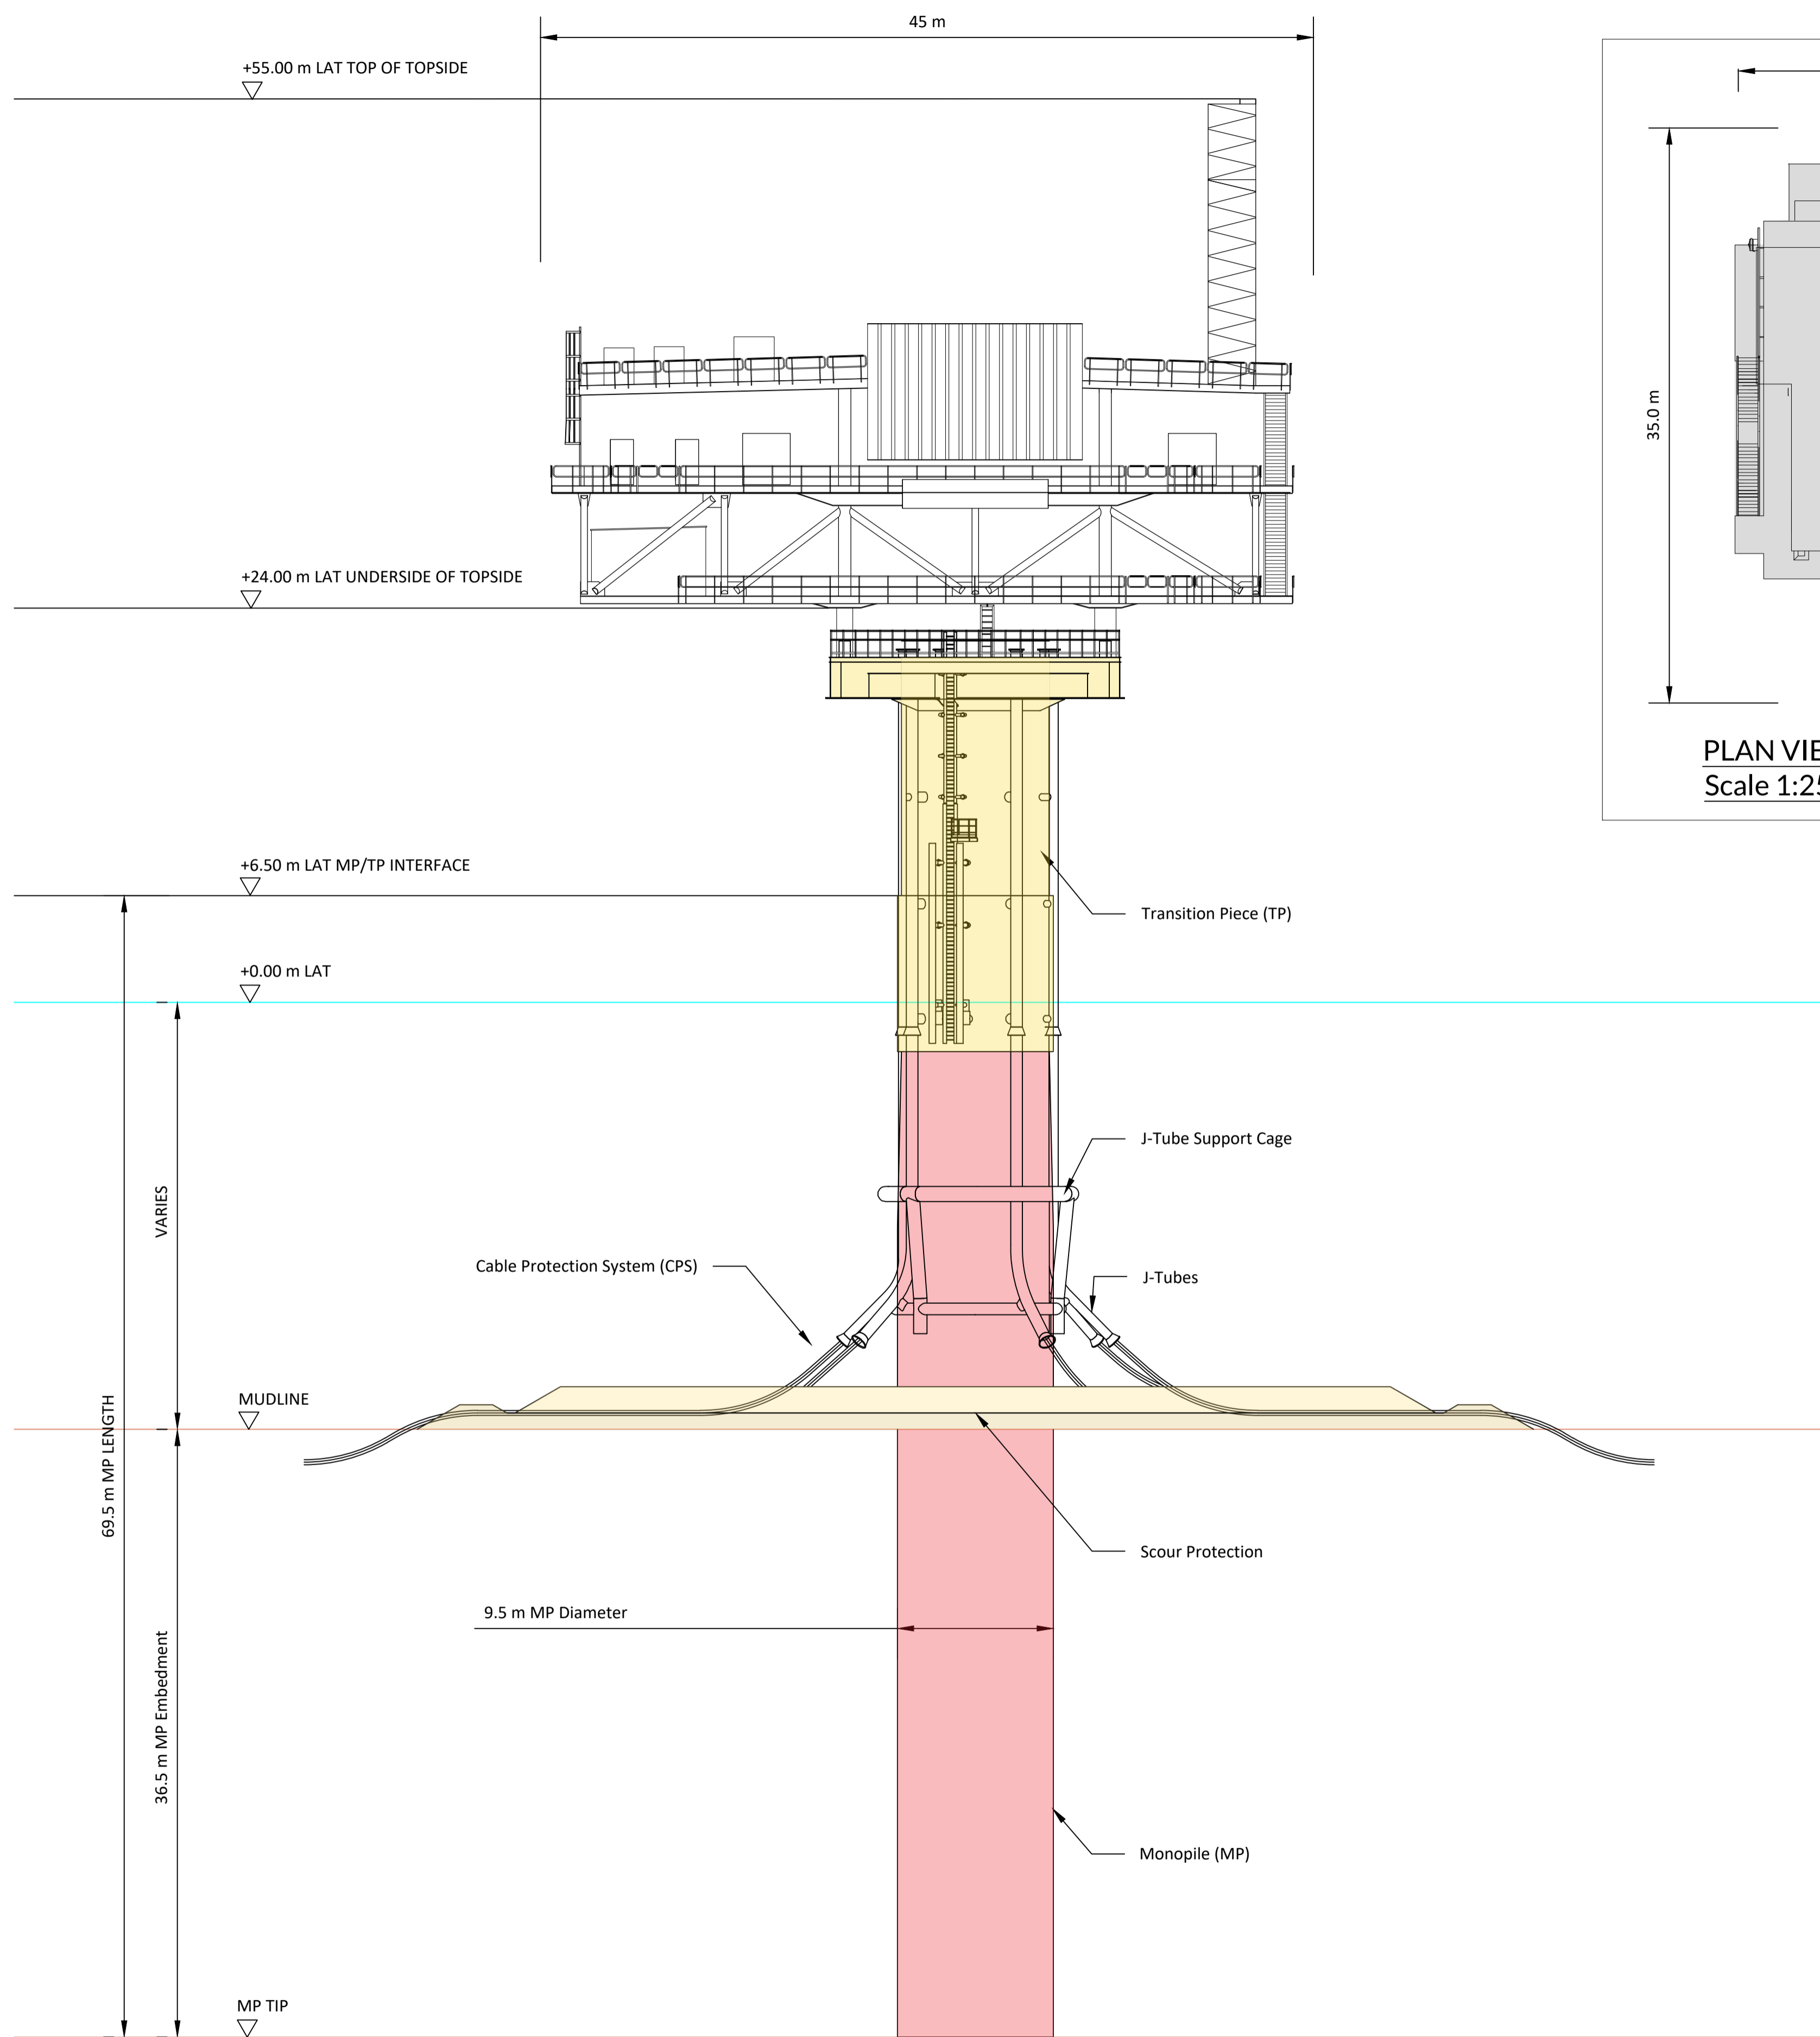 45 m
+55.00 m LAT TOP OF TOPSIDE
35.0 m
+24.00 m LAT UNDERSIDE OF TOPSIDE
PLAN VIE
Scale 1:25
+6.50 m LAT MP/TP INTERFACE
Transition Piece (TP)
+0.00 m LAT
J-Tube Support Cage
VARIES
Cable Protection System (CPS)
J-Tubes
MUDLINE
69.5 m MP LENGTH
Scour Protection
9.5 m MP Diameter
36.5 m MP Embedment
Monopile (MP)
MP TIP